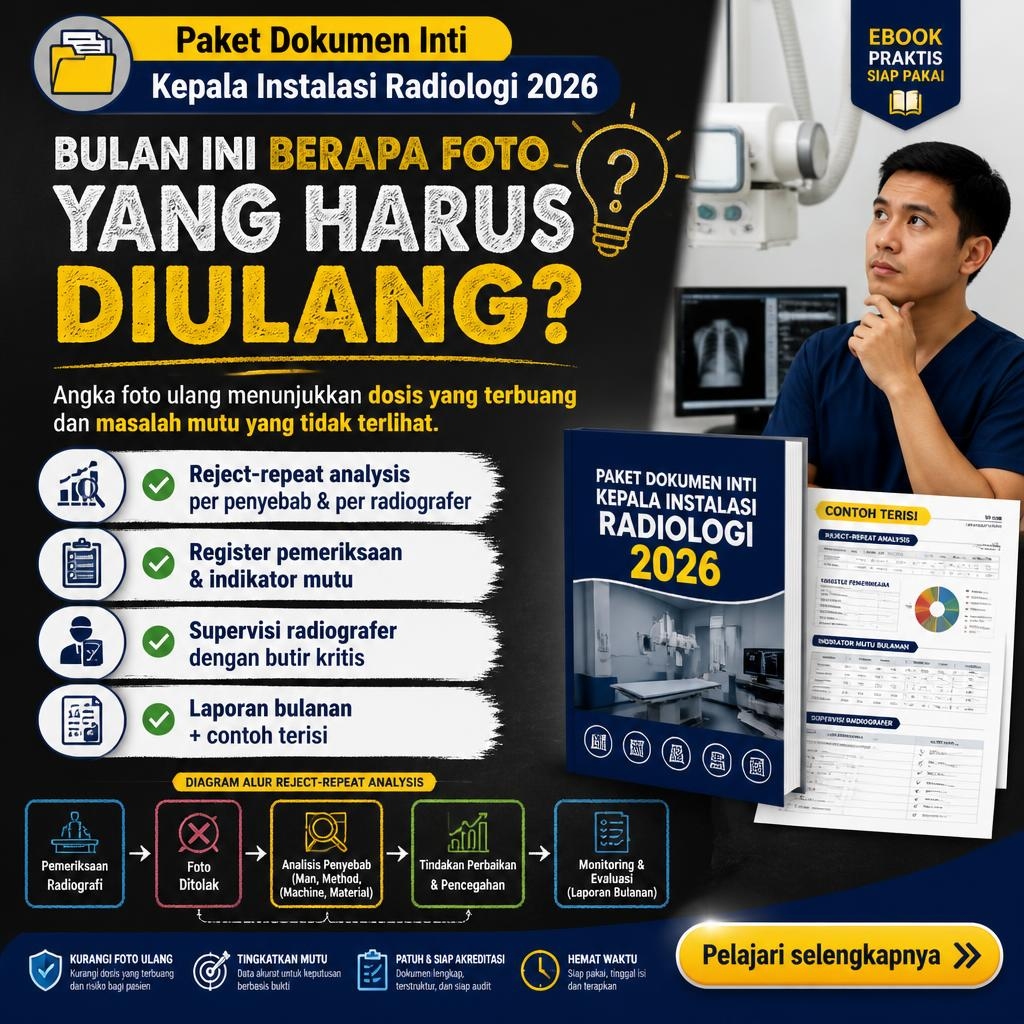 Paket Dokumen Inti
Kepala Instalasi Radiologi 2026
EBOOK
PRAKTIS
SIAP PAKAI
BULAN INI BERAPA FOTO
YANG HARUS
DIULANG?
?
Angka foto ulang menunjukkan dosis yang terbuang
dan masalah mutu yang tidak terlihat.
Reject-repeat analysis
per penyebab & per radiografer
Register pemeriksaan
& indikator mutu
Supervisi radiografer
dengan butir kritis
Laporan bulanan
+ contoh terisi
PAKET DOKUMEN INTI
KEPALA INSTALASI
RADIOLOGI
2026
CONTOH TERISI
REJECT-REPEAT ANALYSIS
INDIKATOR MUTU BULANAN
SUPERVISI RADIOGRAFER
DIAGRAM ALUR REJECT-REPEAT ANALYSIS
Pemeriksaan
Radiografi
Foto
Ditolak
Analisis Penyebab
(Man, Method,
(Machine, Material)
Tindakan Perbaikan
& Pencegahan
Monitoring &
Evaluasi
(Laporan Bulanan)
KURANGI FOTO ULANG
Kurangi dosis yang terbuang
dan risiko bagi pasien
TINGKATKAN MUTU
Data akurat untuk keputusan
berbasis bukti
PATUH & SIAP AKREDITASI
Dokumen lengkap,
terstruktur, dan siap audit
HEMAT WAKTU
Siap pakai, tinggal isi
dan terapkan
Pelajari selengkapnya